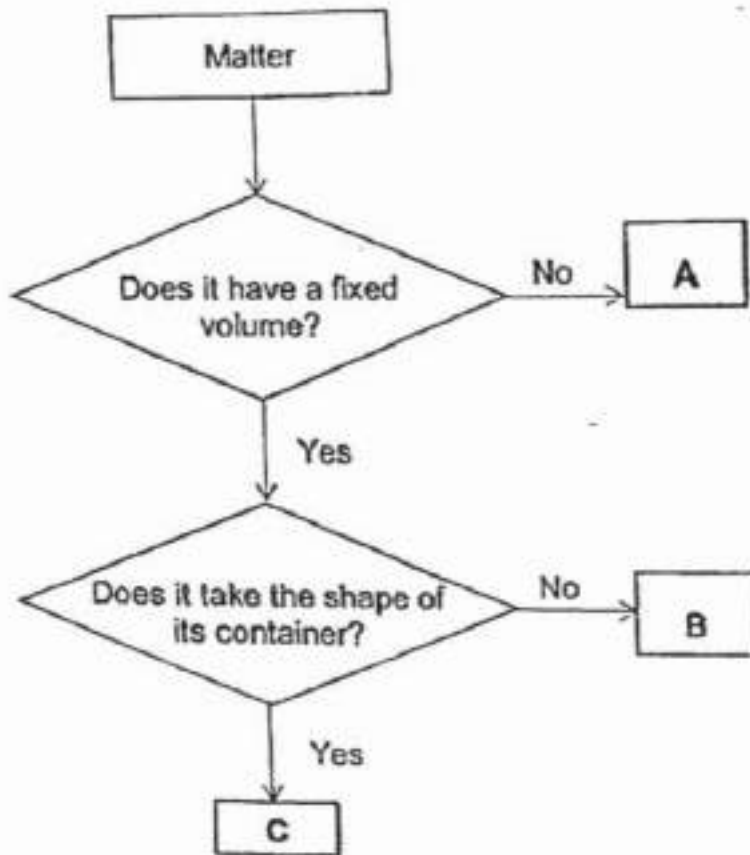 Matter
Does it have a fixed
volume?
No
A
Yes
Does it take the shape of
its container?
No
B
Yes
C